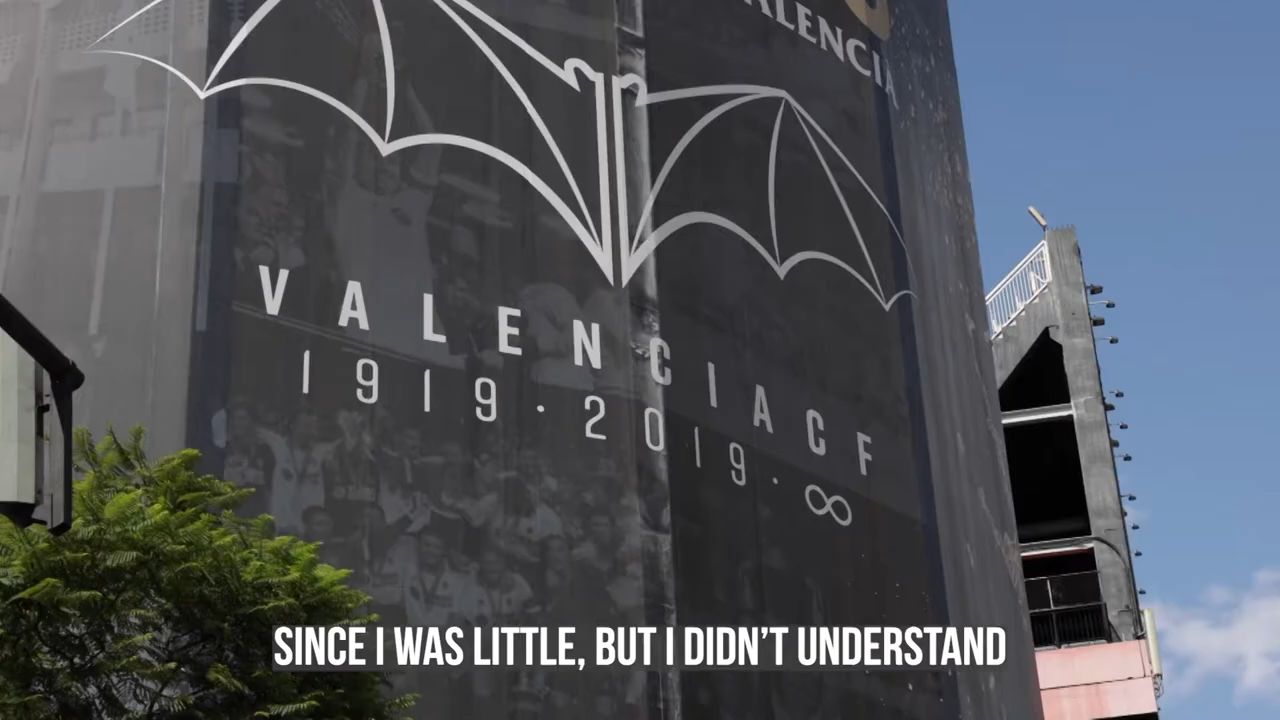 VALENCIA
VALENCIACF
1919·2019·∞
SINCE I WAS LITTLE, BUT I DIDN'T UNDERSTAND